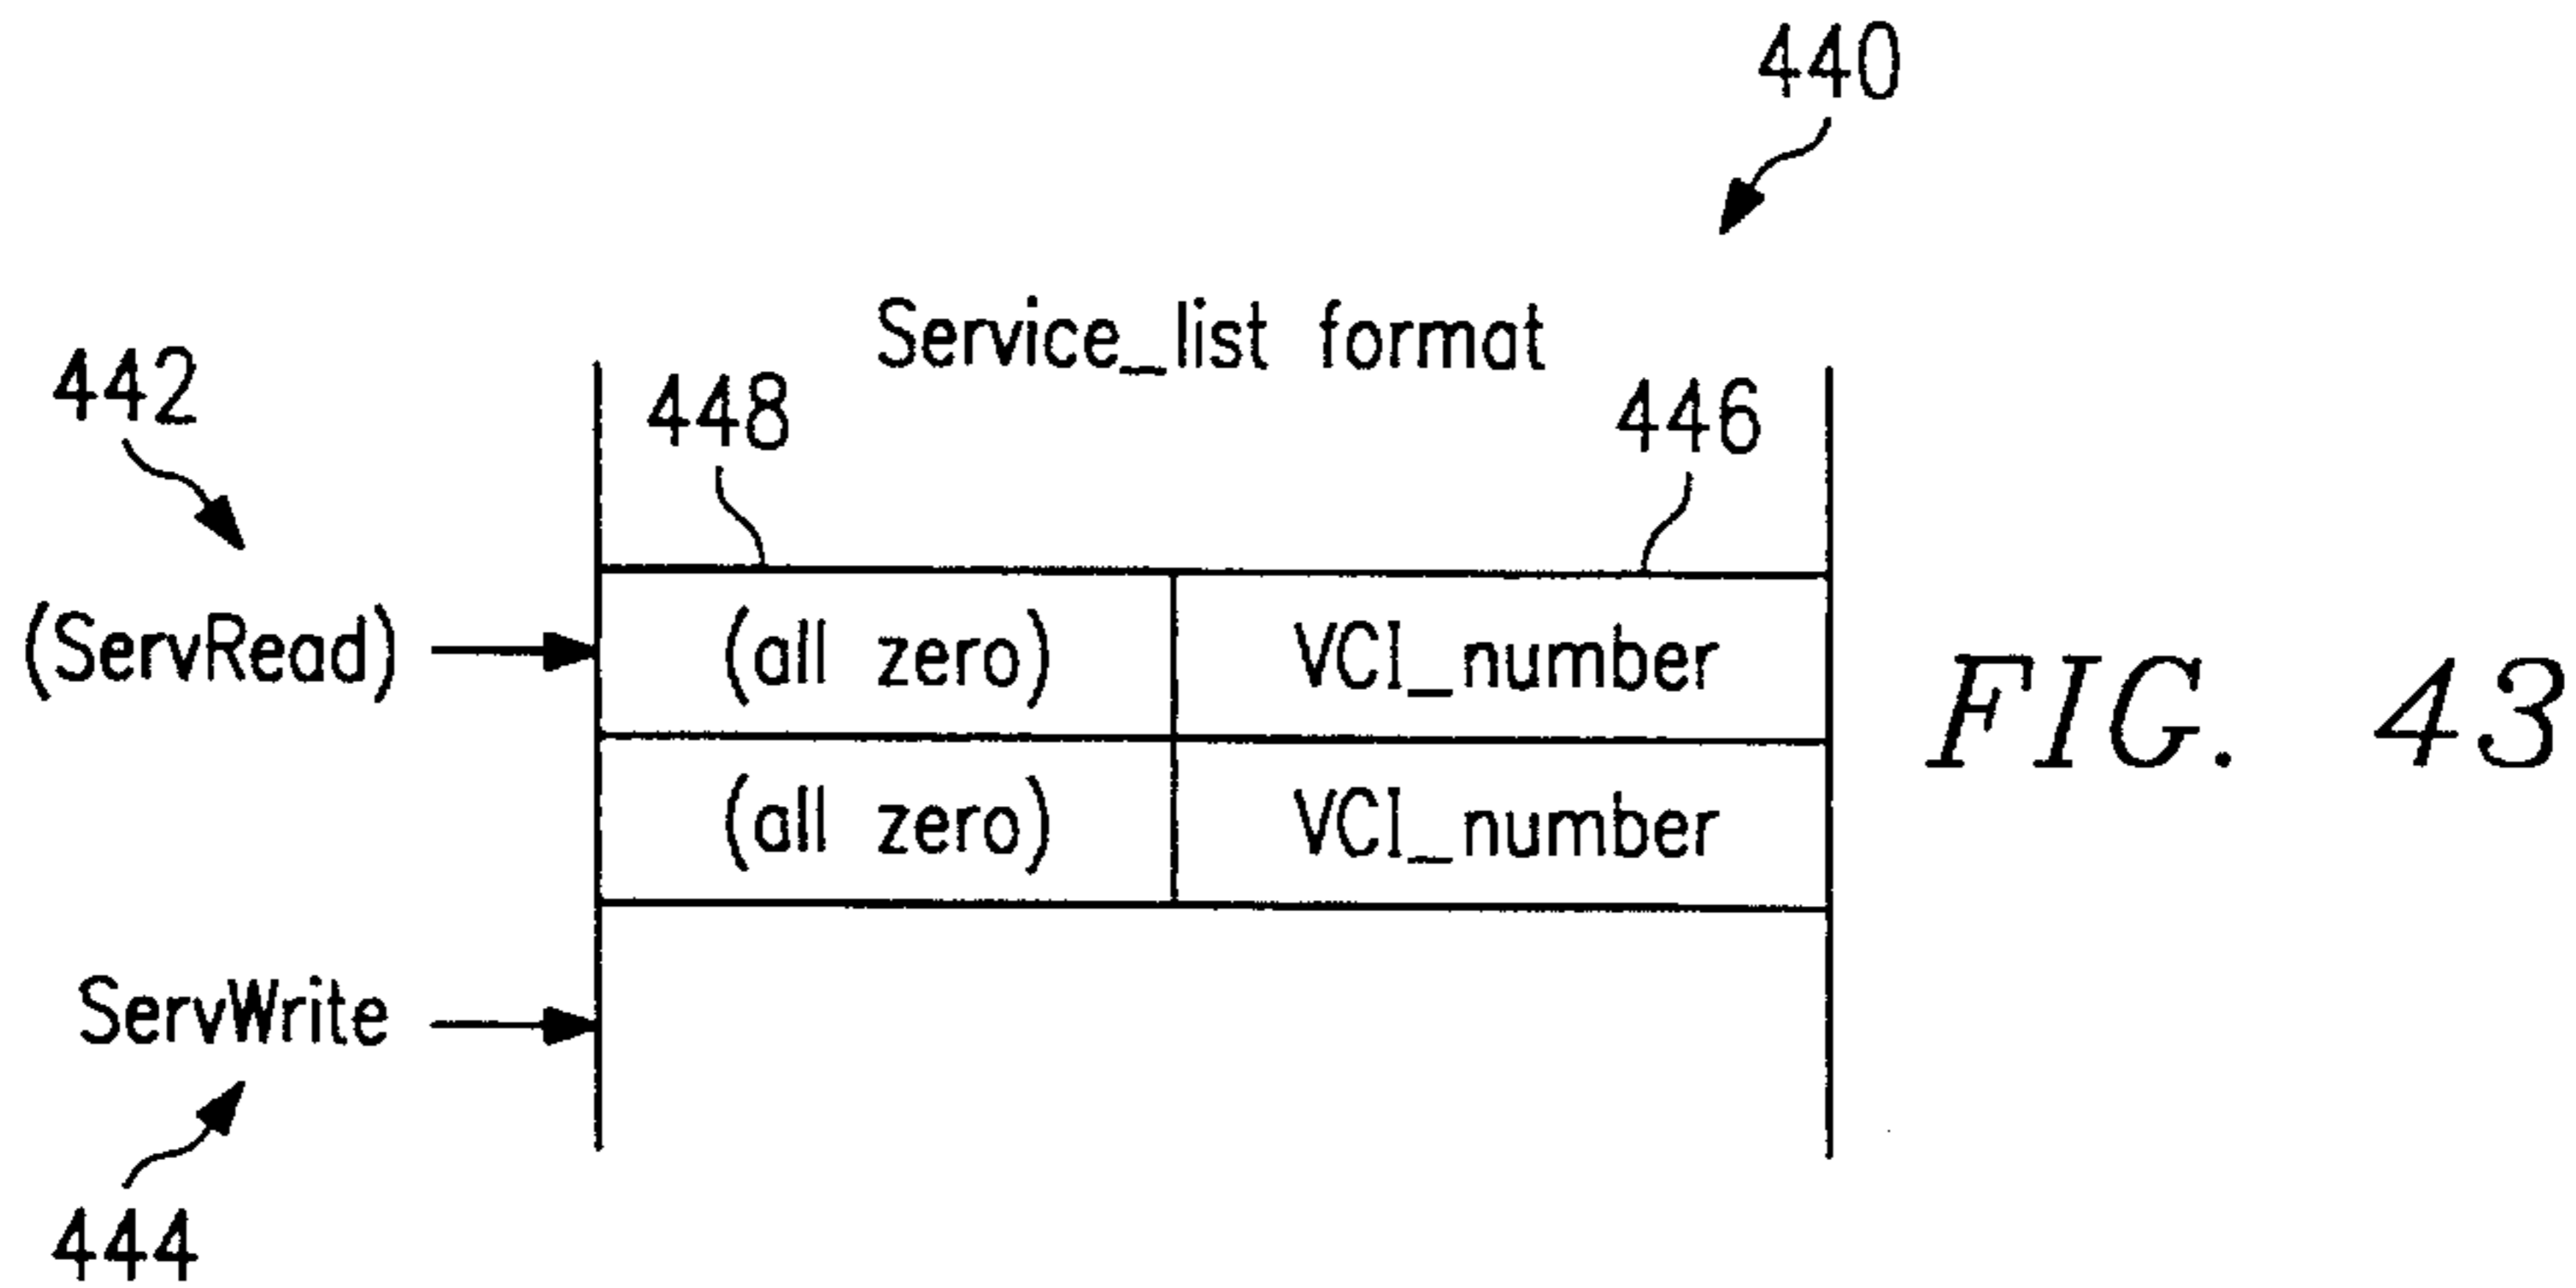 440
Service_list format
442
448
446
(ServRead)
(all zero) VCI_number
(all zero) VCI_number
FIG. 43
ServWrite
444